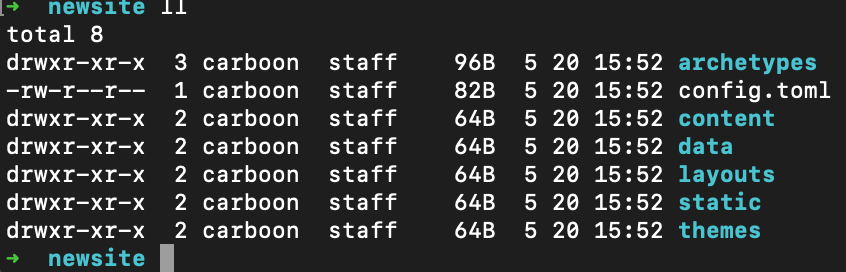 ➜  newsite ll
total 8
drwxr-xr-x  3 carboon  staff    96B  5 20 15:52 archetypes
-rw-r--r--  1 carboon  staff    82B  5 20 15:52 config.toml
drwxr-xr-x  2 carboon  staff    64B  5 20 15:52 content
drwxr-xr-x  2 carboon  staff    64B  5 20 15:52 data
drwxr-xr-x  2 carboon  staff    64B  5 20 15:52 layouts
drwxr-xr-x  2 carboon  staff    64B  5 20 15:52 static
drwxr-xr-x  2 carboon  staff    64B  5 20 15:52 themes
➜  newsite